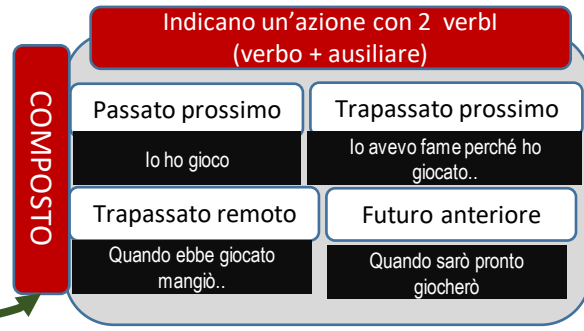 Indicano un'azione con 2 verbI
(verbo + ausiliare)
COMPOSTO
Passato prossimo
Io ho gioco
Trapassato prossimo
Io avevo fame perché ho
giocato..
Trapassato remoto
Quando ebbe giocato
mangiò..
Futuro anteriore
Quando sarò pronto
giocherò